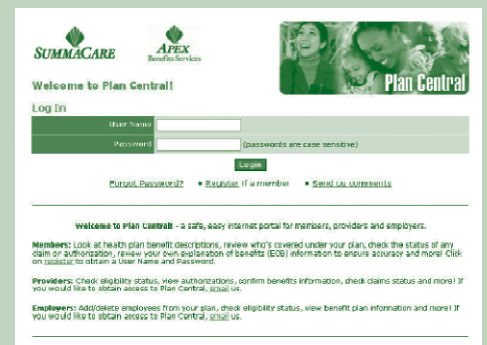 SUMMACARE
APEX
Benefits Services
Plan Central
Welcome to Plan Central!
Log In
User Name
Password (passwords are case sensitive)
Login
Forgot Password? • Register if a member • Send us comments
Welcome to Plan Central! - a safe, easy internet portal for members, providers and employers.
Members: Look at health plan benefit descriptions, review who's covered under your plan, check the status of any
claim or authorization, review your own explanation of benefits (EOB) information to ensure accuracy and more! Click
on register to obtain a User Name and Password.
Providers: Check eligibility status, view authorizations, confirm benefits information, check claims status and more! If
you would like to obtain access to Plan Central, email us.
Employers: Add/delete employees from your plan, check eligibility status, view benefit plan information and more! If
you would like to obtain access to Plan Central, email us.